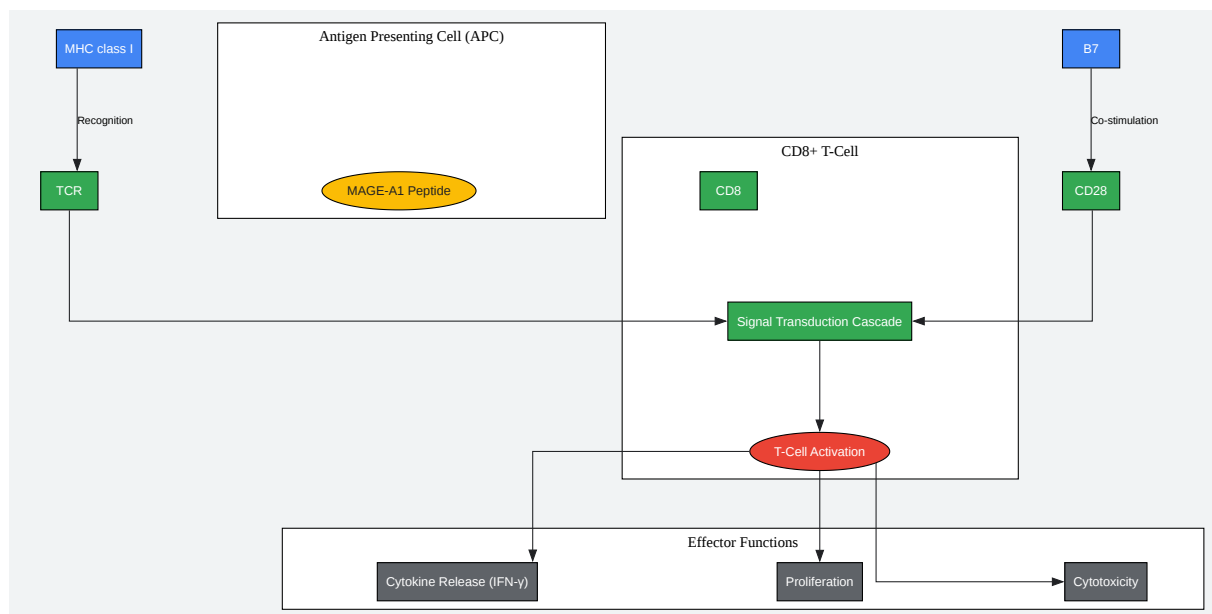 Antigen Presenting Cell (APC)
MHC class I
B7
Recognition
Co-stimulation
CD8+ T-Cell
TCR
MAGE-A1 Peptide
CD8
CD28
Signal Transduction Cascade
T-Cell Activation
Effector Functions
Cytokine Release (IFN-γ)
Proliferation
Cytotoxicity